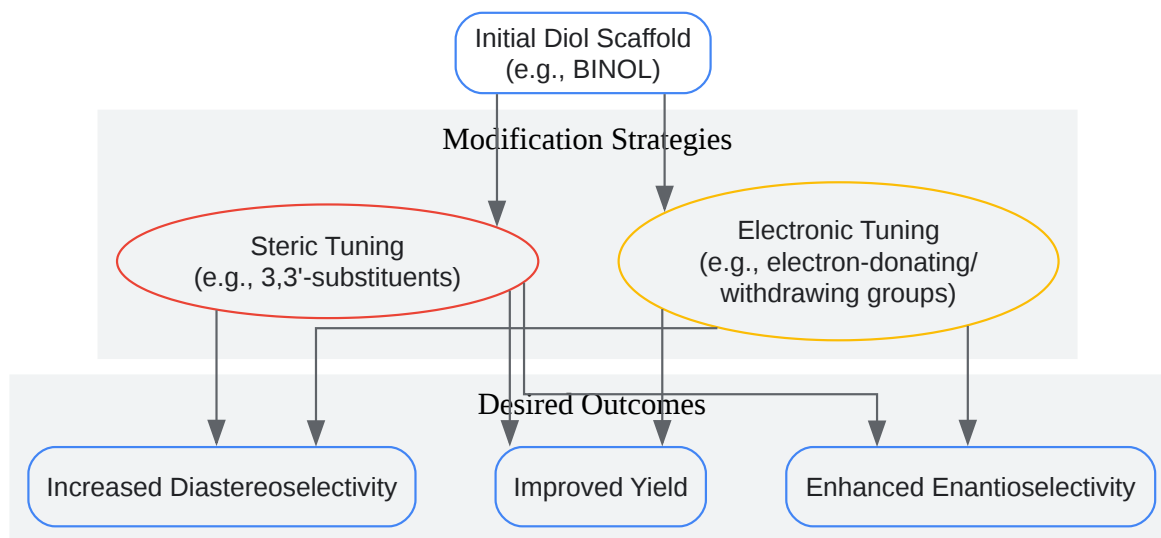 Initial Diol Scaffold
(e.g., BINOL)
Modification Strategies
Steric Tuning
(e.g., 3,3'-substituents)
Electronic Tuning
(e.g., electron-donating/
withdrawing groups)
Desired Outcomes
Increased Diastereoselectivity
Improved Yield
Enhanced Enantioselectivity